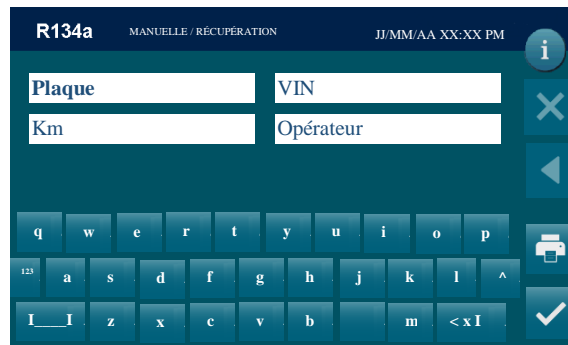 R134a MANUELLE / RÉCUPÉRATION JJ/MM/AA XX:XX PM
i
Plaque VIN
Km Opérateur
q w e r t y u i o p
123 a s d f g h j k l ^
I___I z x c v b m < x I